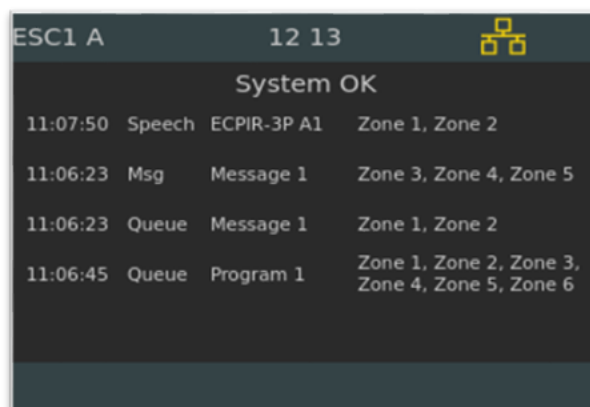 ESC1 A 12 13
System OK
11:07:50 Speech ECPIR-3P A1 Zone 1, Zone 2
11:06:23 Msg Message 1 Zone 3, Zone 4, Zone 5
11:06:23 Queue Message 1 Zone 1, Zone 2
11:06:45 Queue Program 1 Zone 1, Zone 2, Zone 3,
Zone 4, Zone 5, Zone 6